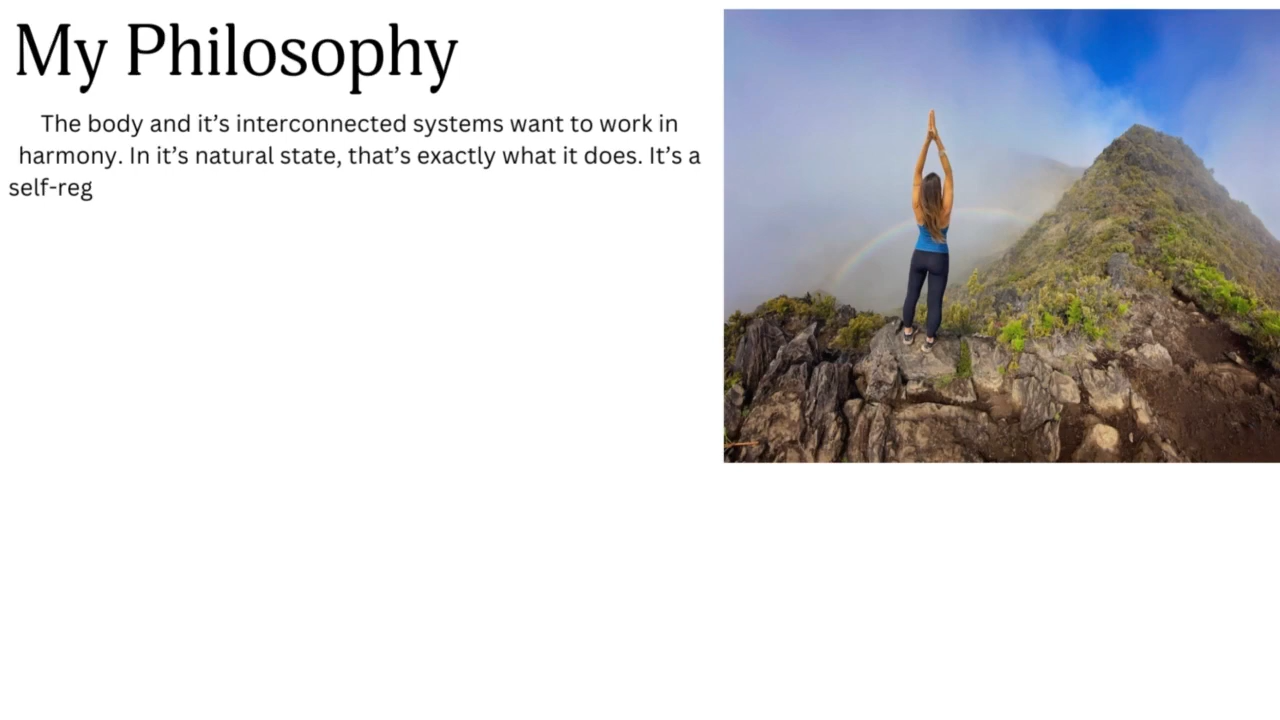 My Philosophy
The body and it’s interconnected systems want to work in
harmony. In it’s natural state, that’s exactly what it does. It’s a
self-reg